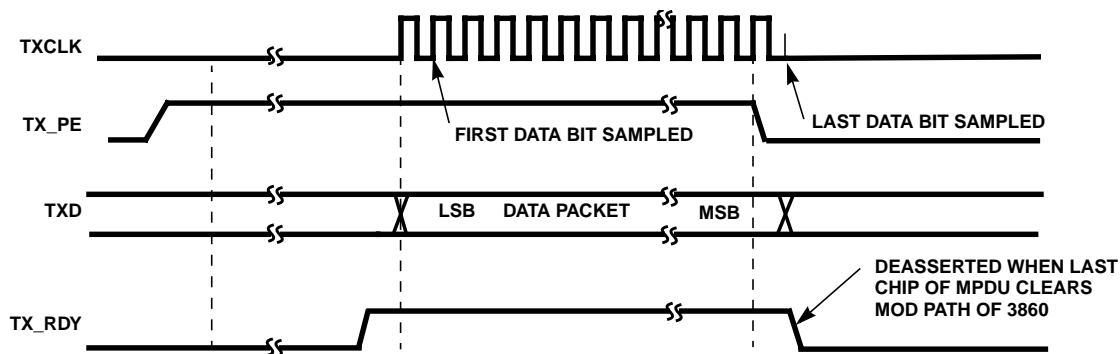 TXCLK
TX_PE
FIRST DATA BIT SAMPLED
LAST DATA BIT SAMPLED
TXD
LSB DATA PACKET MSB
DEASSERTED WHEN LAST
CHIP OF MPDU CLEARS
MOD PATH OF 3860
TX_RDY